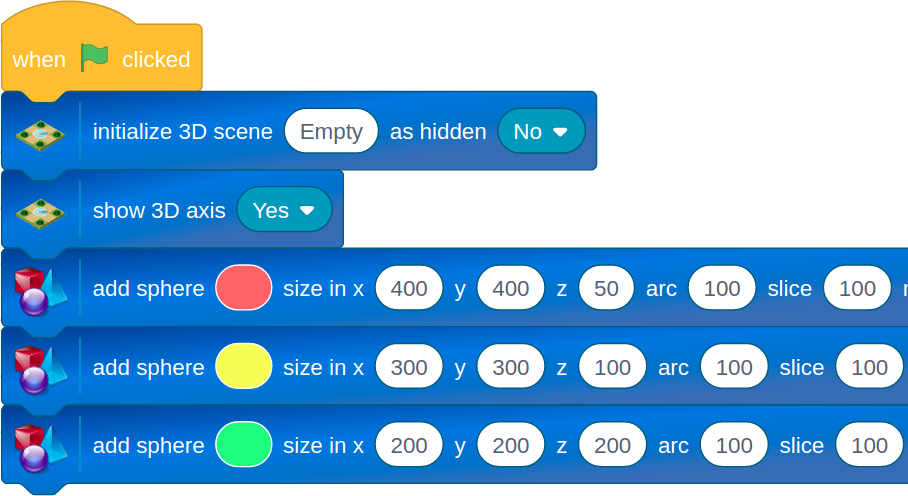 when clicked
initialize 3D scene Empty as hidden No
show 3D axis Yes
add sphere size in x 400 y 400 z 50 arc 100 slice 100
add sphere size in x 300 y 300 z 100 arc 100 slice 100
add sphere size in x 200 y 200 z 200 arc 100 slice 100